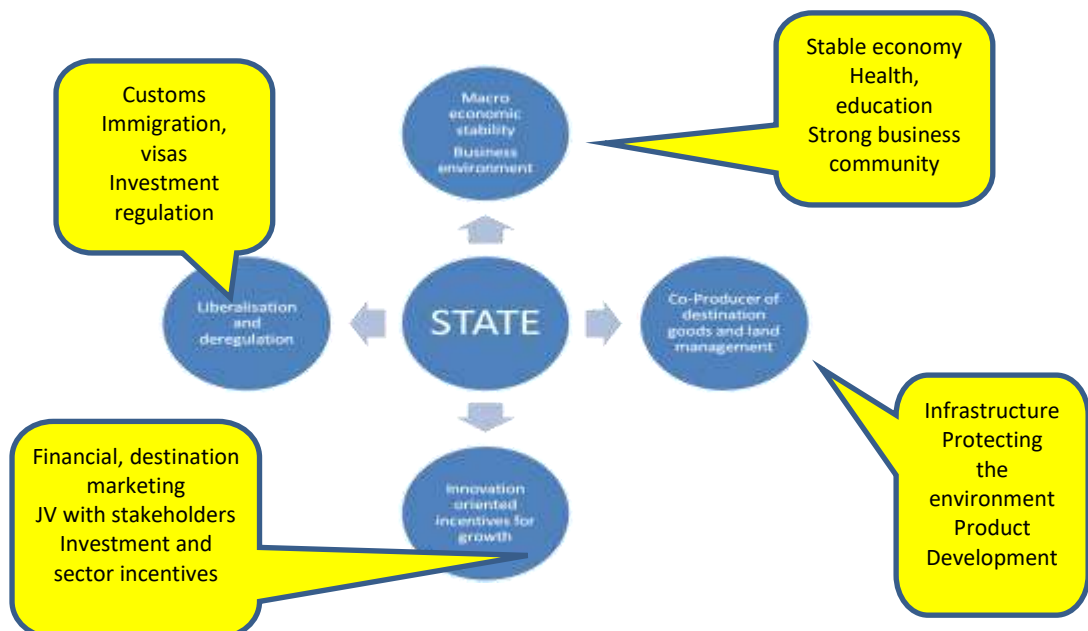 Customs
Immigration,
visas
Investment
regulation
Macro
economic
stability
Business
environment
Stable economy
Health,
education
Strong business
community
Liberalisation
and
deregulation
STATE
Co-Producer of
destination
goods and land
management
Financial, destination
marketing
JV with stakeholders
Investment and
sector incentives
Innovation
oriented
incentives for
growth
Infrastructure
Protecting
the
environment
Product
Development